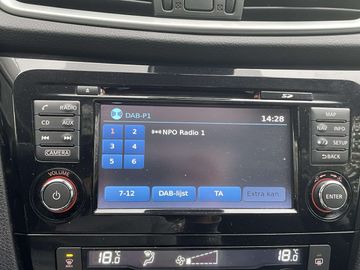 DAB-P1
14:28
1 2
3 4
5 6
NPO Radio 1
7-12
DAB-lijst
TA
Extra kan.
RADIO
CD AUX
CAMERA
VOLUME
SD
MAP
NAV INFO
SETUP
BACK
ENTER
18.0 °C
18.0 °C